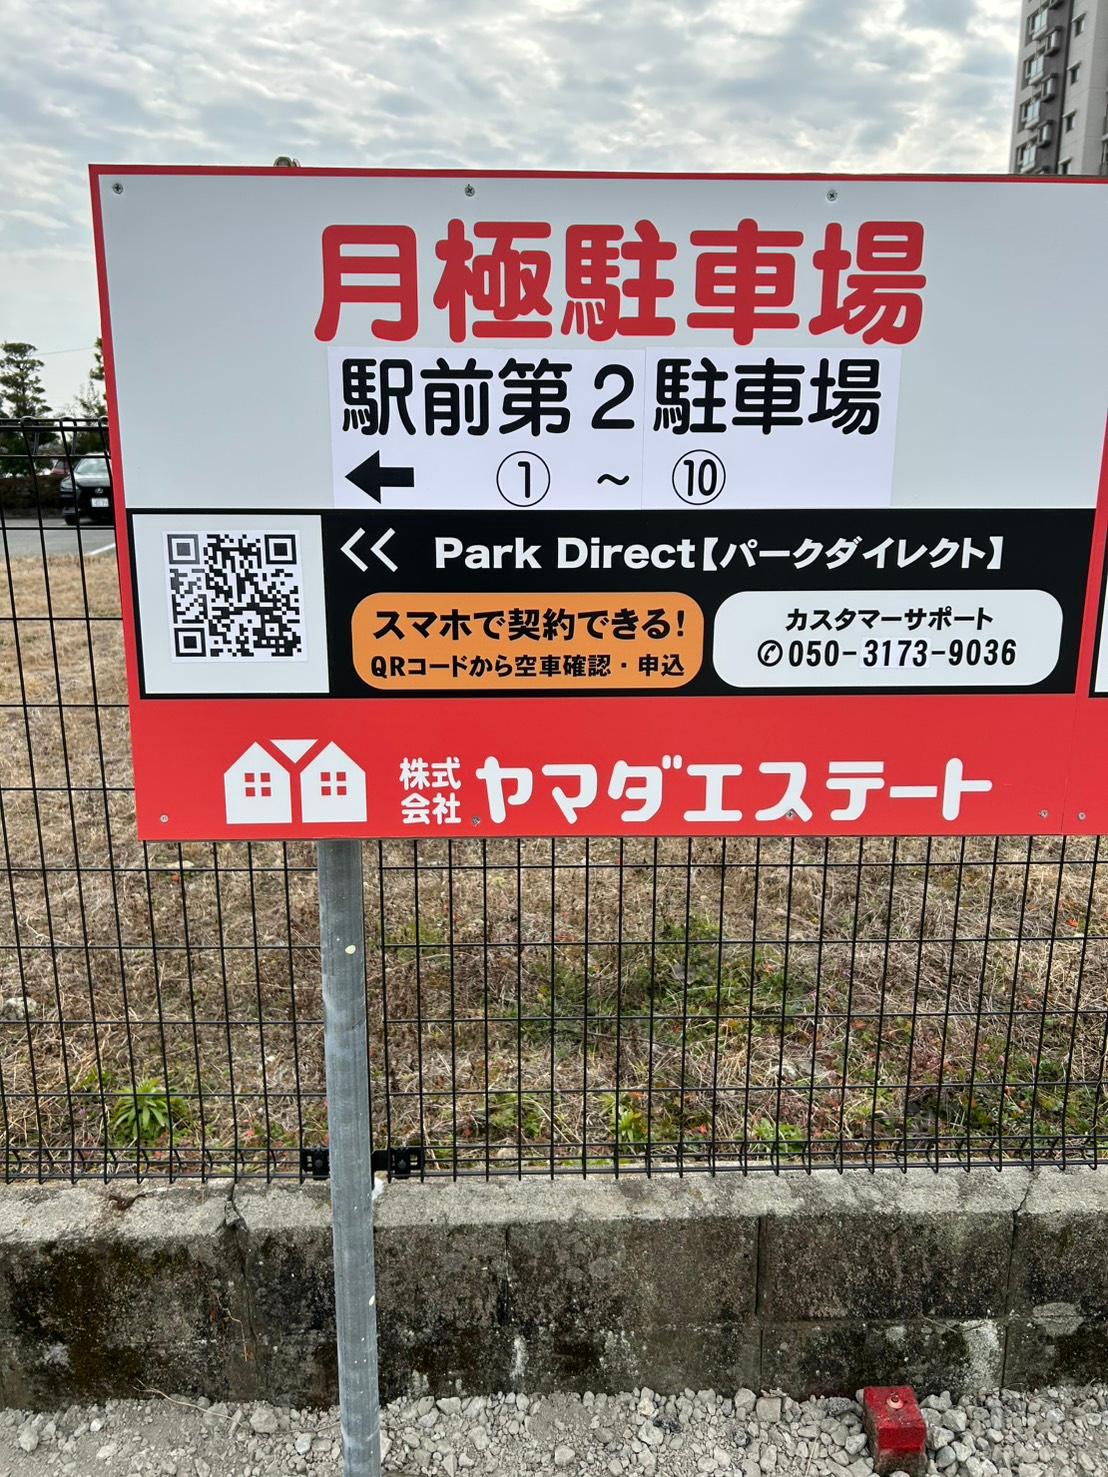 月極駐車場
駅前第2駐車場
← ① ～ ⑩
Park Direct【パークダイレクト】
スマホで契約できる!
QRコードから空車確認・申込
カスタマーサポート
✆050-3173-9036
株式会社 ヤマダエステート